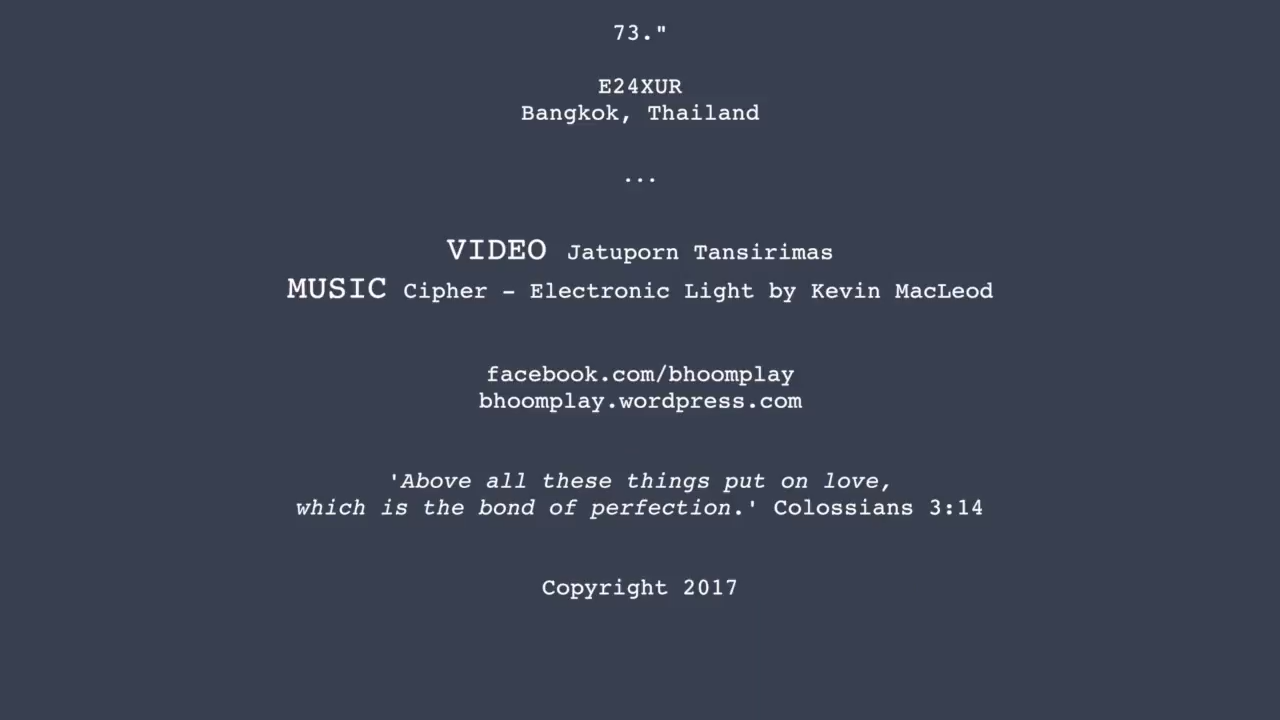 73."
E24XUR
Bangkok, Thailand
...
VIDEO Jatuporn Tansirimas
MUSIC Cipher – Electronic Light by Kevin MacLeod
facebook.com/bhoomplay
bhoomplay.wordpress.com
'Above all these things put on love,
which is the bond of perfection.' Colossians 3:14
Copyright 2017